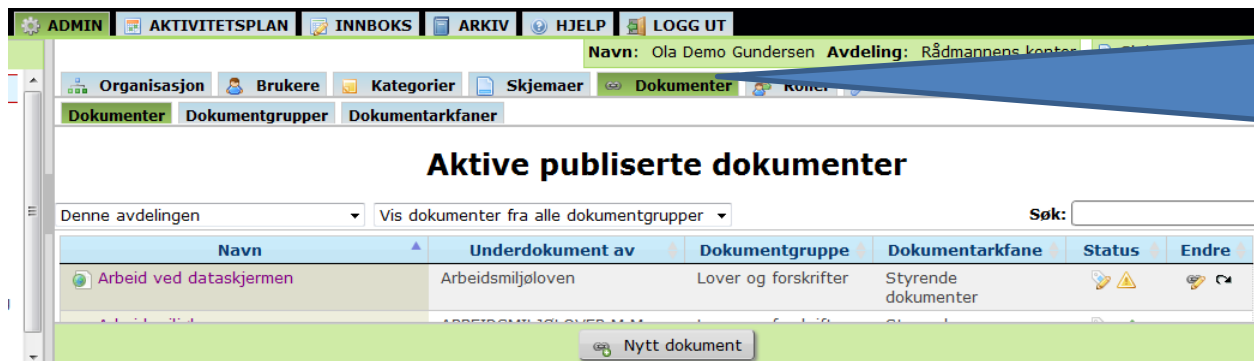 ADMIN AKTIVITETSPLAN INNBOKS ARKIV HJELP LOGG UT
Navn: Ola Demo Gundersen Avdeling: Rådmannens kontor
Organisasjon Brukere Kategorier Skjemaer Dokumenter Roller
Dokumenter Dokumentgrupper Dokumentarkfaner
Aktive publiserte dokumenter
Denne avdelingen Vis dokumenter fra alle dokumentgrupper Søk:
Navn Underdokument av Dokumentgruppe Dokumentarkfane Status Endre
Arbeid ved dataskjermen Arbeidsmiljøloven Lover og forskrifter Styrende
dokumenter
Nytt dokument